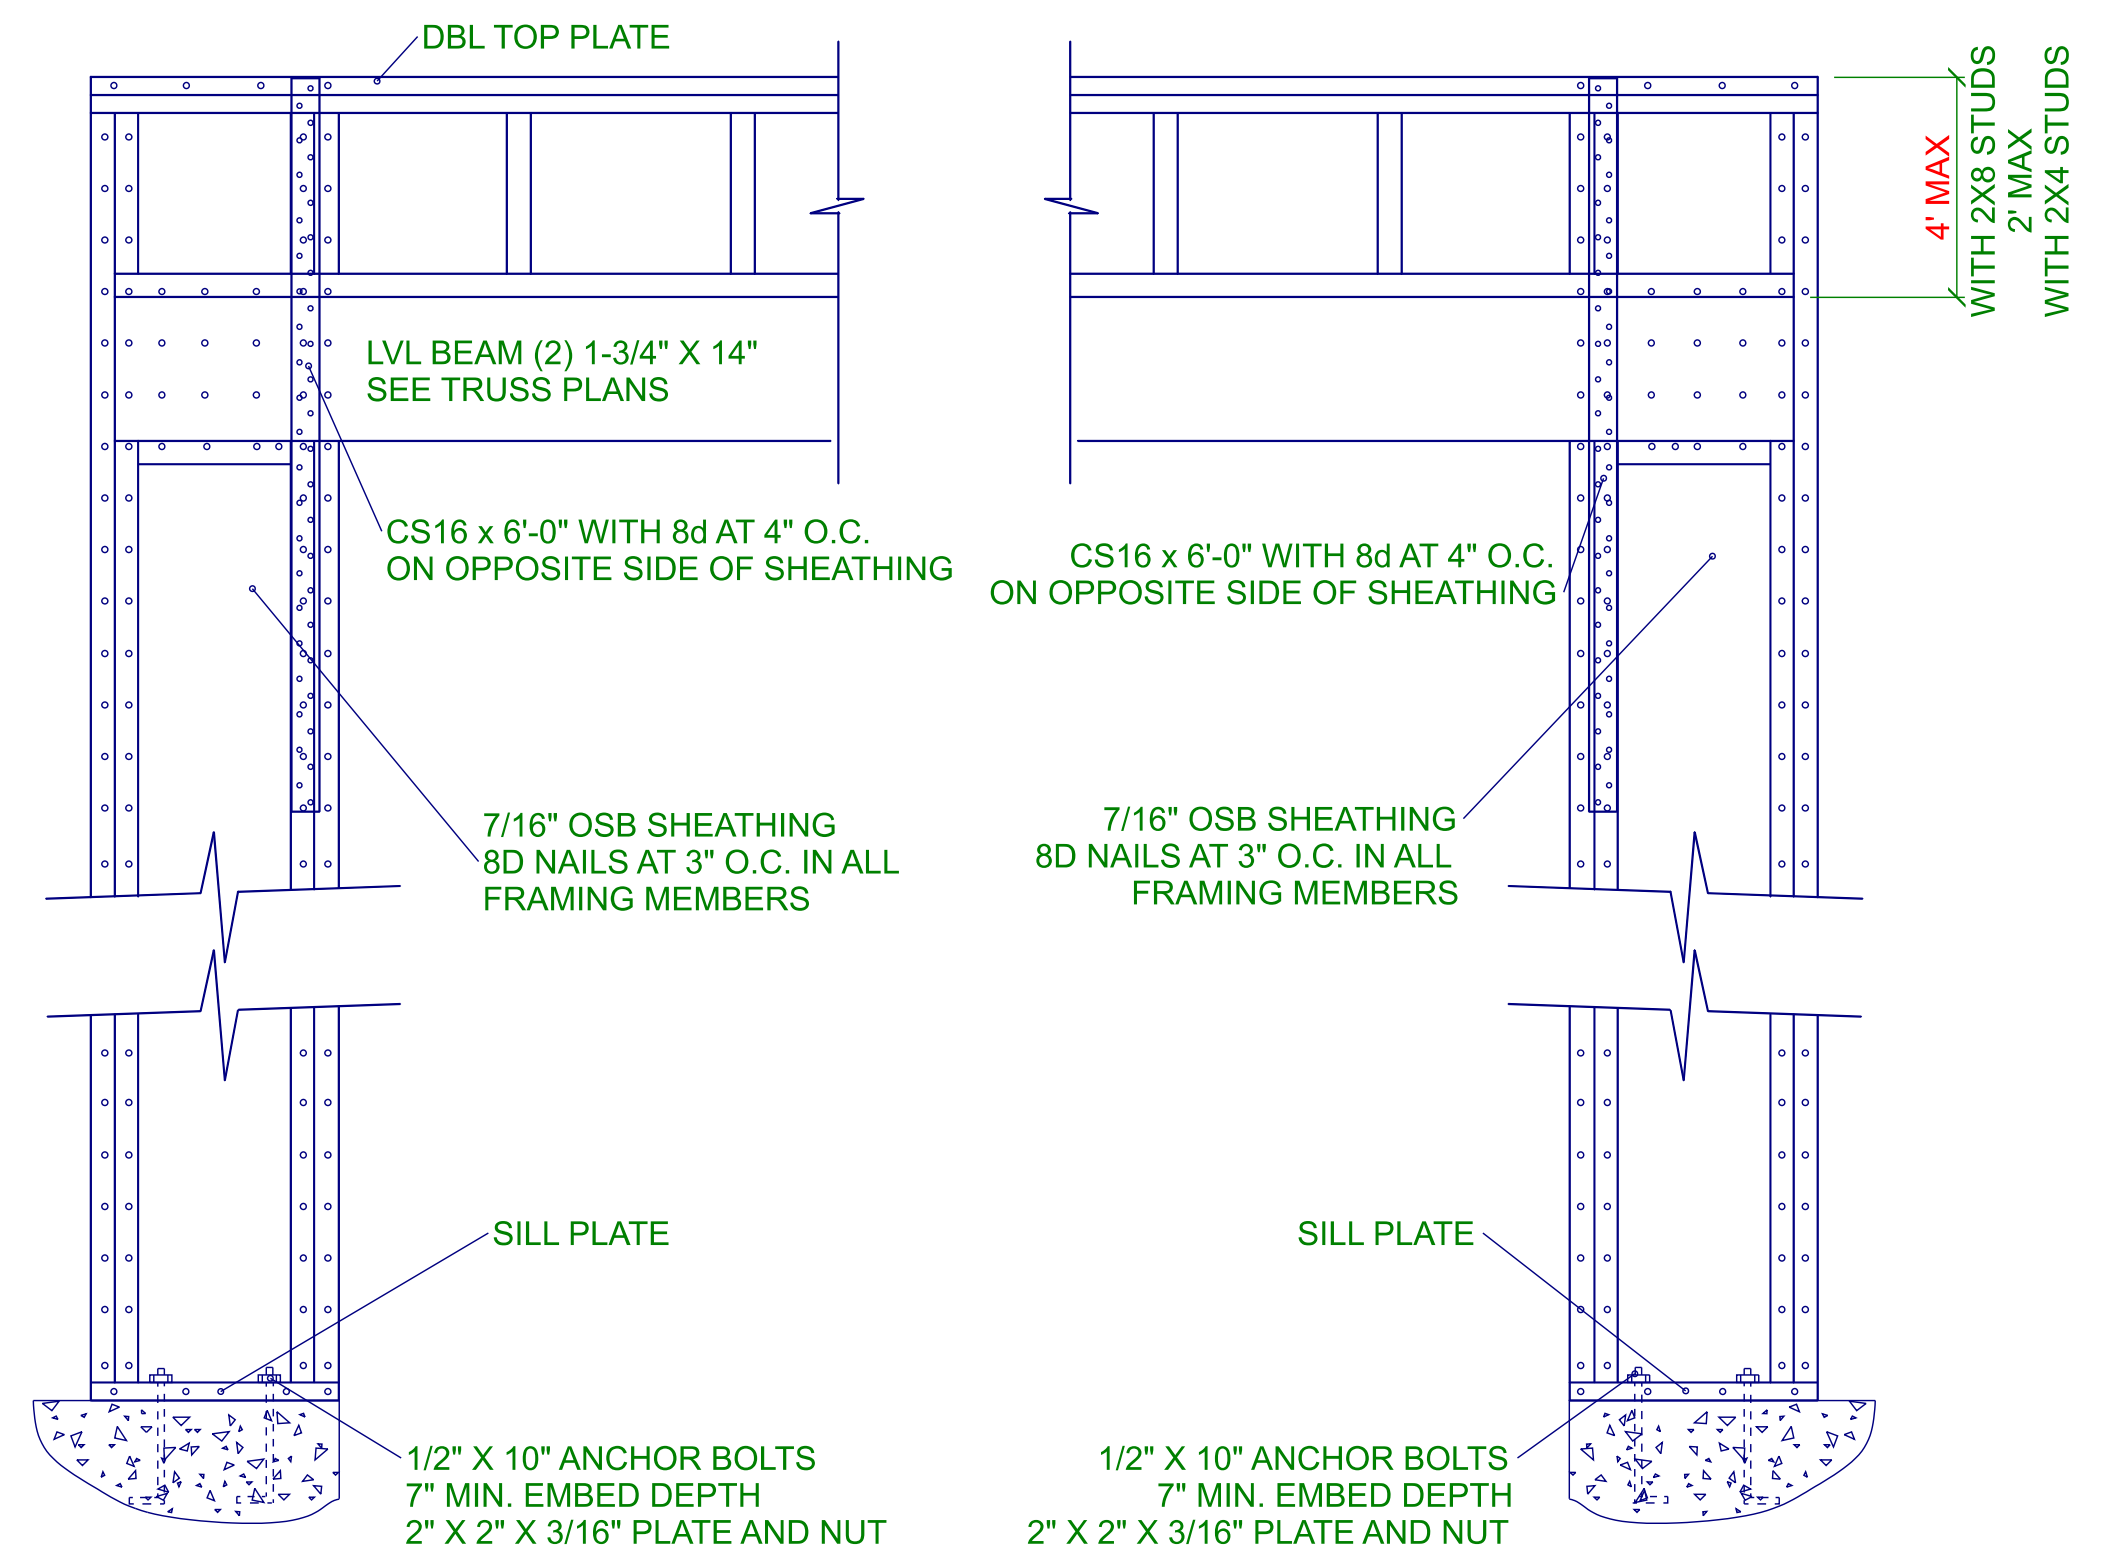 DBL TOP PLATE
4' MAX
WITH 2X8 STUDS
2' MAX
WITH 2X4 STUDS
LVL BEAM (2) 1-3/4" X 14"
SEE TRUSS PLANS
CS16 x 6'-0" WITH 8d AT 4" O.C.
ON OPPOSITE SIDE OF SHEATHING
CS16 x 6'-0" WITH 8d AT 4" O.C.
ON OPPOSITE SIDE OF SHEATHING
7/16" OSB SHEATHING
8D NAILS AT 3" O.C. IN ALL
FRAMING MEMBERS
7/16" OSB SHEATHING
8D NAILS AT 3" O.C. IN ALL
FRAMING MEMBERS
SILL PLATE
SILL PLATE
1/2" X 10" ANCHOR BOLTS
7" MIN. EMBED DEPTH
2" X 2" X 3/16" PLATE AND NUT
1/2" X 10" ANCHOR BOLTS
7" MIN. EMBED DEPTH
2" X 2" X 3/16" PLATE AND NUT